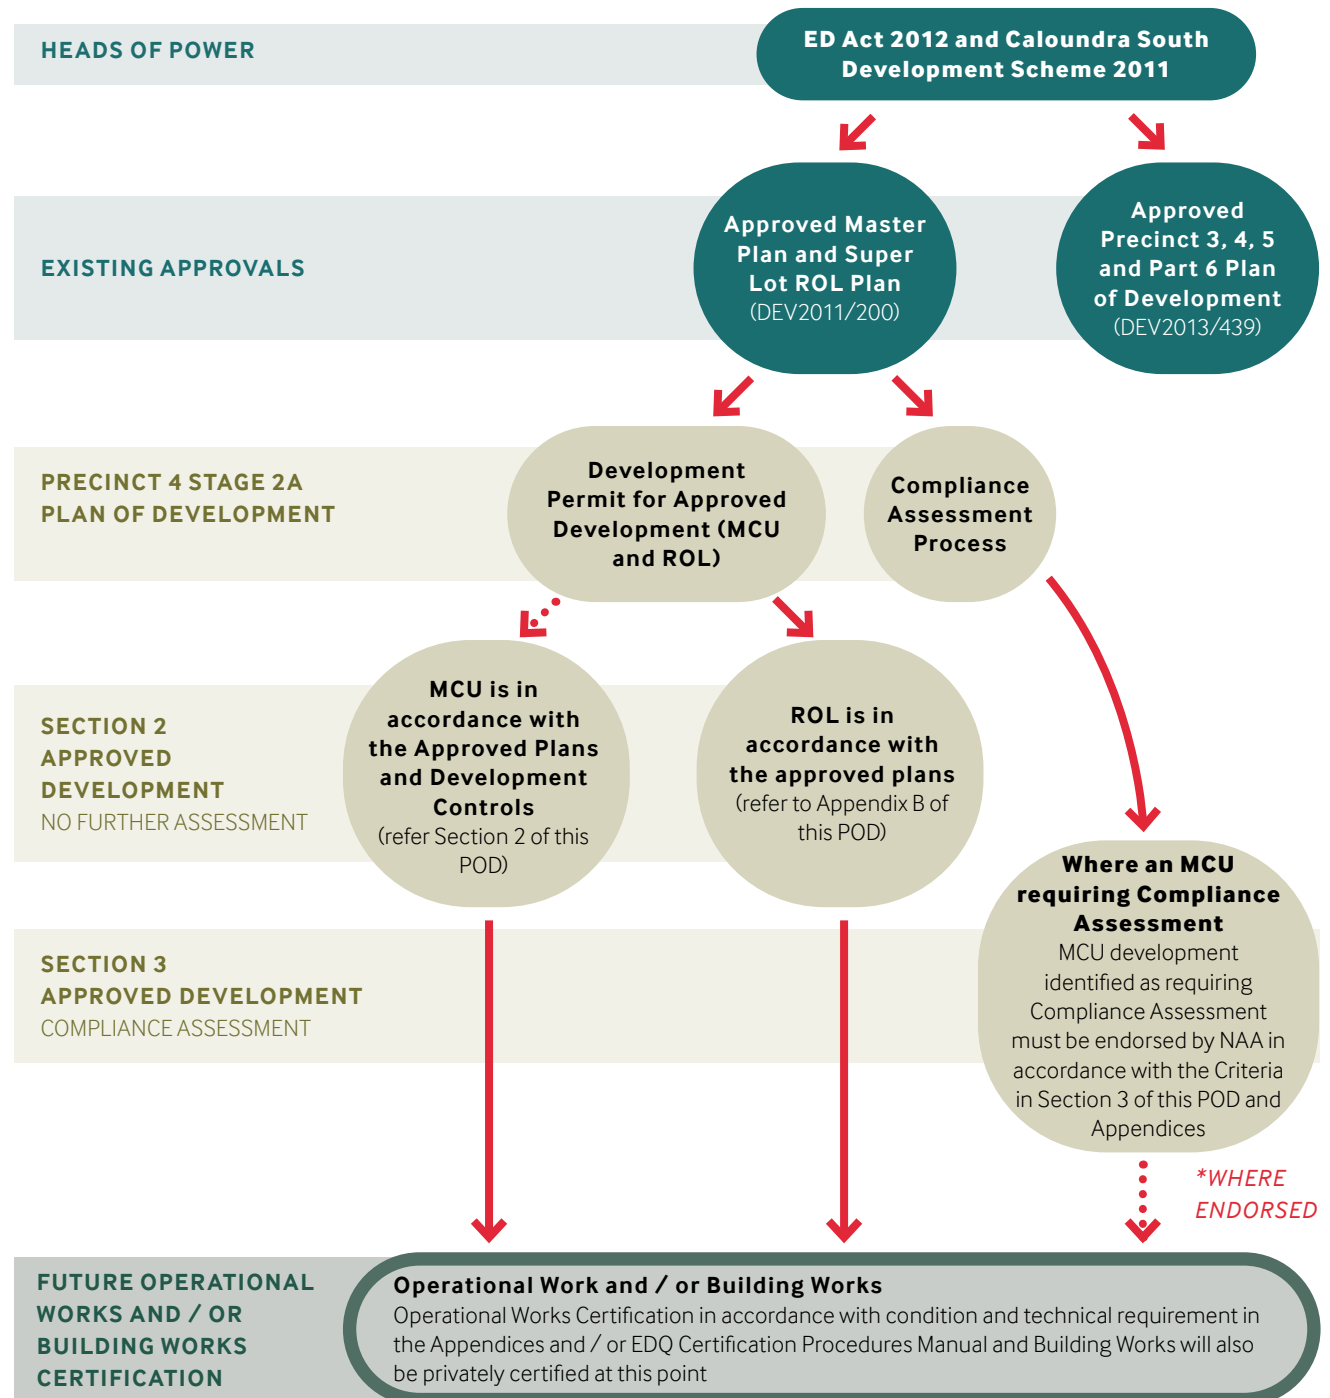 HEADS OF POWER
ED Act 2012 and Caloundra South
Development Scheme 2011
EXISTING APPROVALS
Approved Master
Plan and Super
Lot ROL Plan
(DEV2011/200)
Approved
Precinct 3, 4, 5
and Part 6 Plan
of Development
(DEV2013/439)
PRECINCT 4 STAGE 2A
PLAN OF DEVELOPMENT
Development
Permit for Approved
Development (MCU
and ROL)
Compliance
Assessment
Process
SECTION 2
APPROVED
DEVELOPMENT
NO FURTHER ASSESSMENT
MCU is in
accordance with
the Approved Plans
and Development
Controls
(refer Section 2 of this
POD)
ROL is in
accordance with
the approved plans
(refer to Appendix B of
this POD)
SECTION 3
APPROVED DEVELOPMENT
COMPLIANCE ASSESSMENT
Where an MCU
requiring Compliance
Assessment
MCU development
identified as requiring
Compliance Assessment
must be endorsed by NAA in
accordance with the Criteria
in Section 3 of this POD and
Appendices
*WHERE
ENDORSED
FUTURE OPERATIONAL
WORKS AND / OR
BUILDING WORKS
CERTIFICATION
Operational Work and / or Building Works
Operational Works Certification in accordance with condition and technical requirement in
the Appendices and / or EDQ Certification Procedures Manual and Building Works will also
be privately certified at this point